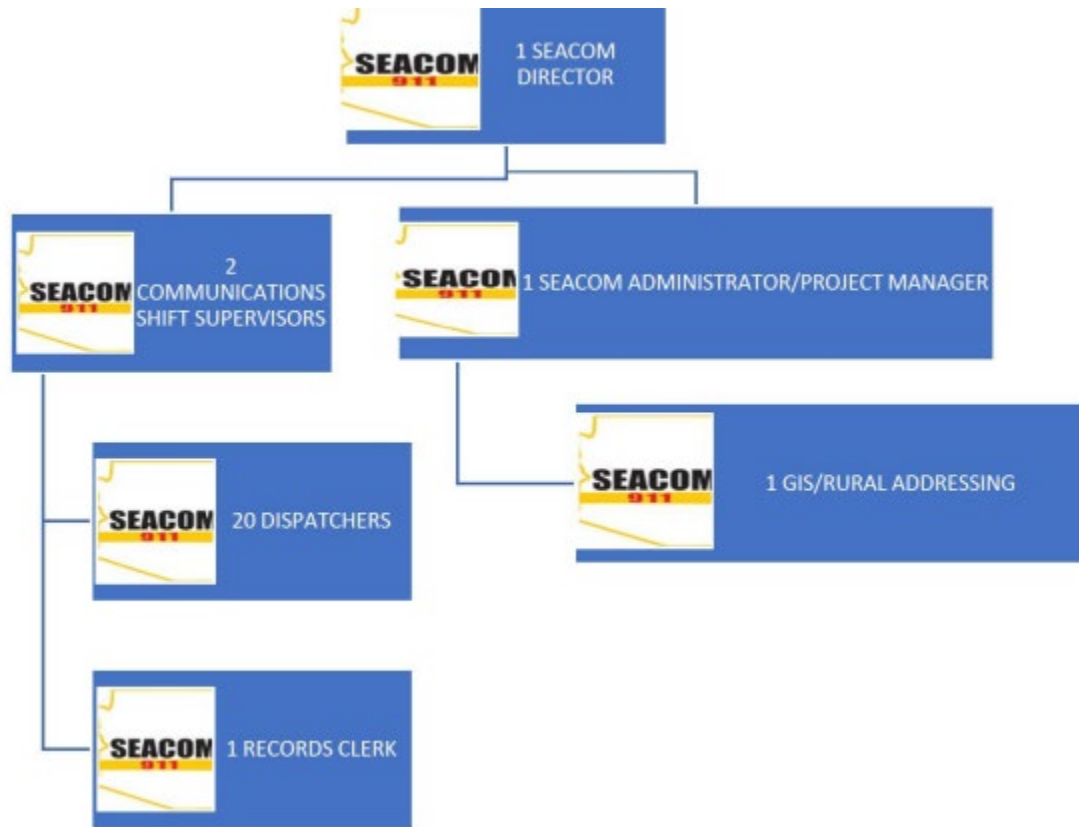 SEACOM
911
1 SEACOM
DIRECTOR
SEACOM
911
2
COMMUNICATIONS
SHIFT SUPERVISORS
SEACOM
911
1 SEACOM ADMINISTRATOR/PROJECT MANAGER
SEACOM
911
20 DISPATCHERS
SEACOM
911
1 GIS/RURAL ADDRESSING
SEACOM
911
1 RECORDS CLERK